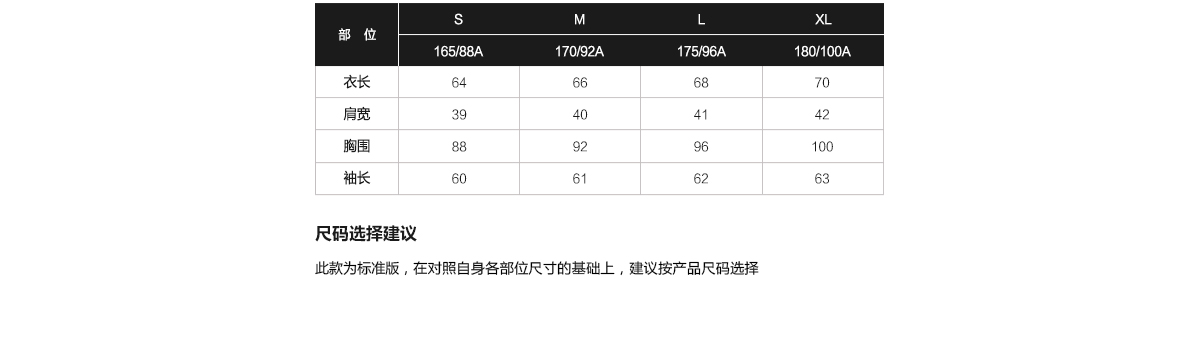 部 位 S M L XL
165/88A 170/92A 175/96A 180/100A
衣长 64 66 68 70
肩宽 39 40 41 42
胸围 88 92 96 100
袖长 60 61 62 63
尺码选择建议
此款为标准版，在对照自身各部位尺寸的基础上，建议按产品尺码选择